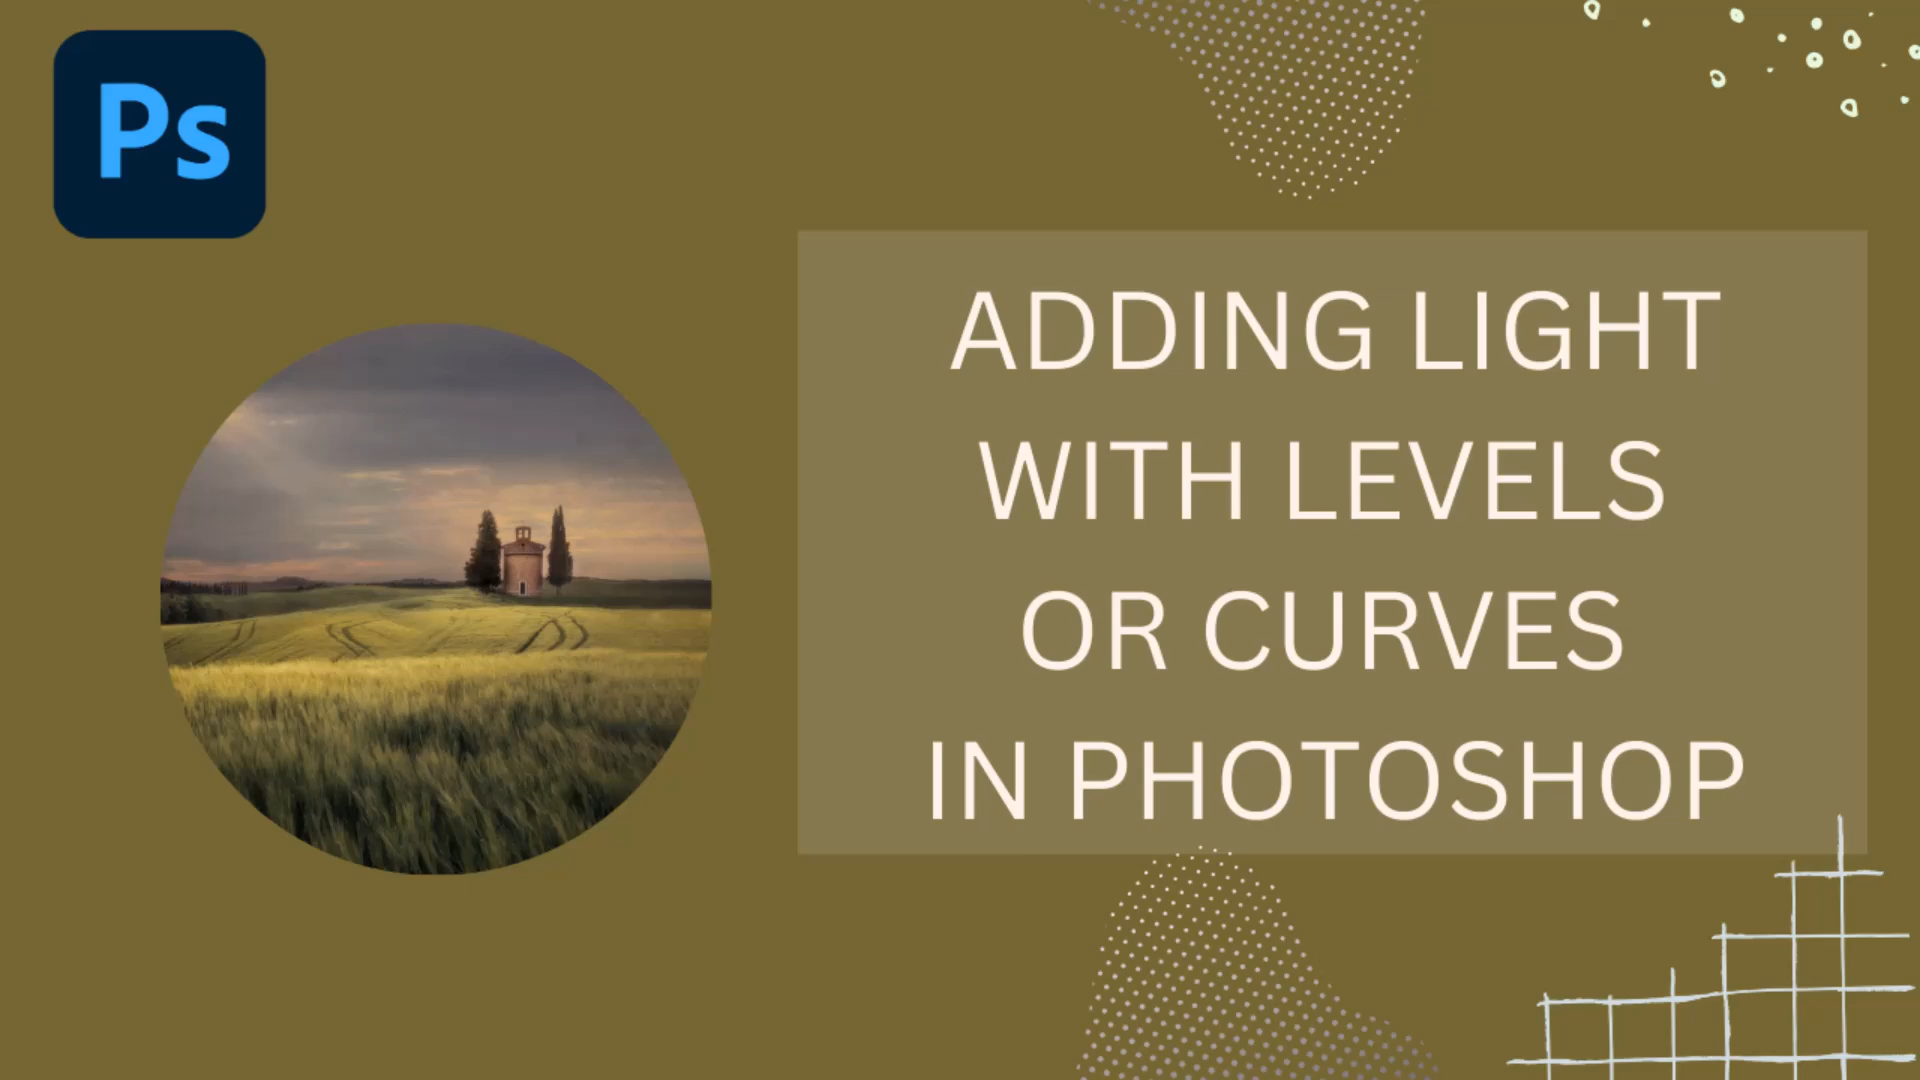 Ps
ADDING LIGHT
WITH LEVELS
OR CURVES
IN PHOTOSHOP